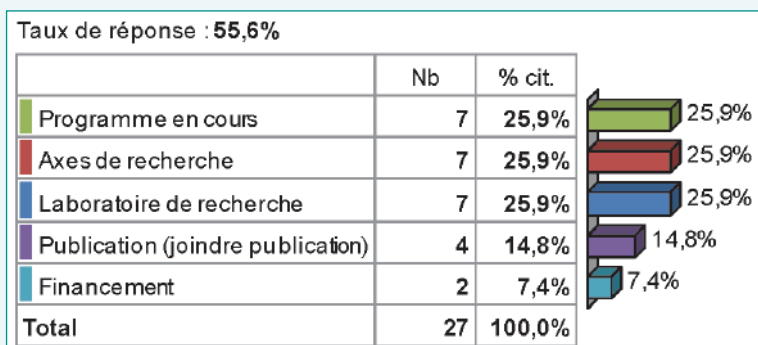 Taux de réponse : 55,6%
Nb % cit.
Programme en cours 7 25,9% 25,9%
Axes de recherche 7 25,9% 25,9%
Laboratoire de recherche 7 25,9% 25,9%
Publication (joindre publication) 4 14,8% 14,8%
Financement 2 7,4% 7,4%
Total 27 100,0%